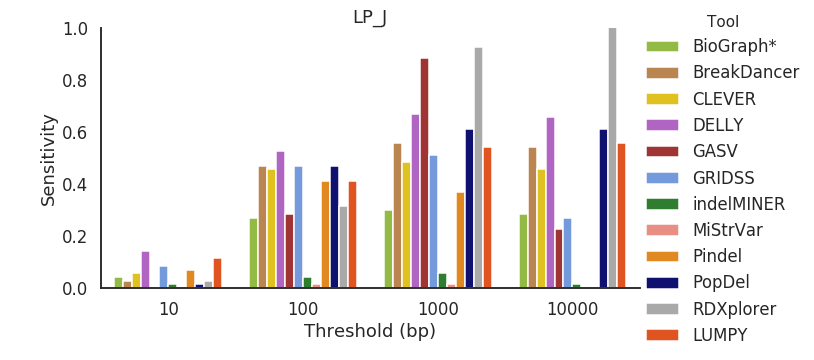 LP_J
Sensitivity
1.0
0.8
0.6
0.4
0.2
0.0
10
100
1000
10000
Threshold (bp)
Tool
BioGraph*
BreakDancer
CLEVER
DELLY
GASV
GRIDSS
indelMINER
MiStrVar
Pindel
PopDel
RDXplorer
LUMPY